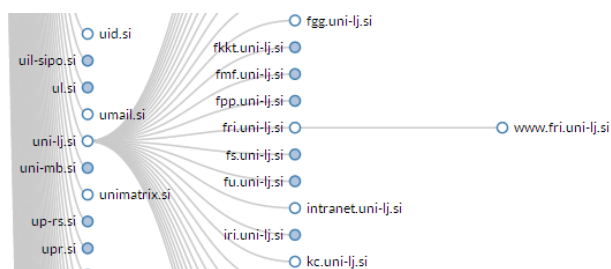 uid.si
uil-sipo.si
ul.si
umail.si
uni-lj.si
uni-mb.si
unimatrix.si
up-rs.si
upr.si
fgg.uni-lj.si
fkkt.uni-lj.si
fmf.uni-lj.si
fpp.uni-lj.si
fri.uni-lj.si
fs.uni-lj.si
fu.uni-lj.si
intranet.uni-lj.si
iri.uni-lj.si
kc.uni-lj.si
www.fri.uni-lj.si